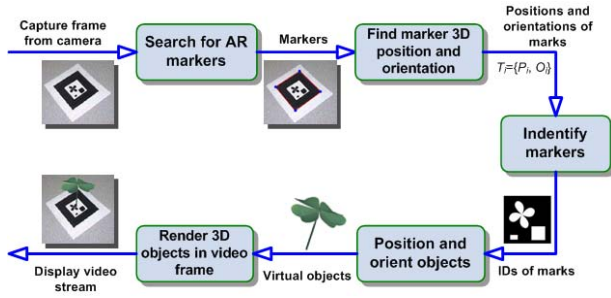 Capture frame
from camera
Search for AR
markers
Markers
Find marker 3D
position and
orientation
Positions and
orientations of
marks
Ti={Pi, Oi}
Indentify
markers
IDs of marks
Position and
orient objects
Virtual objects
Render 3D
objects in video
frame
Display video
stream